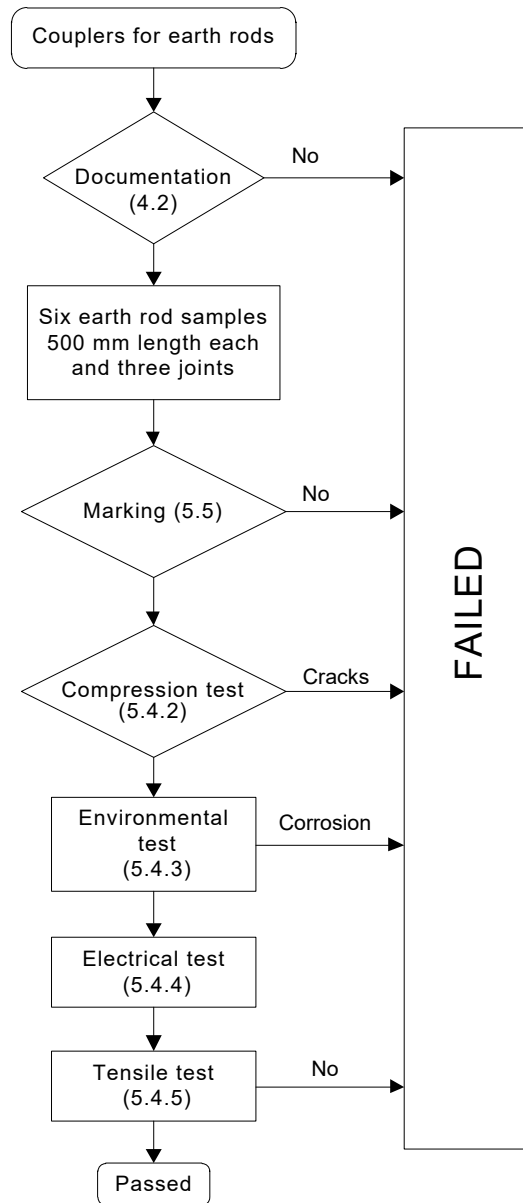 Couplers for earth rods
No
Documentation
(4.2)
Six earth rod samples
500 mm length each
and three joints
No
Marking (5.5)
FAILED
Cracks
Compression test
(5.4.2)
Environmental
test
(5.4.3)
Corrosion
Electrical test
(5.4.4)
Tensile test
(5.4.5)
No
Passed